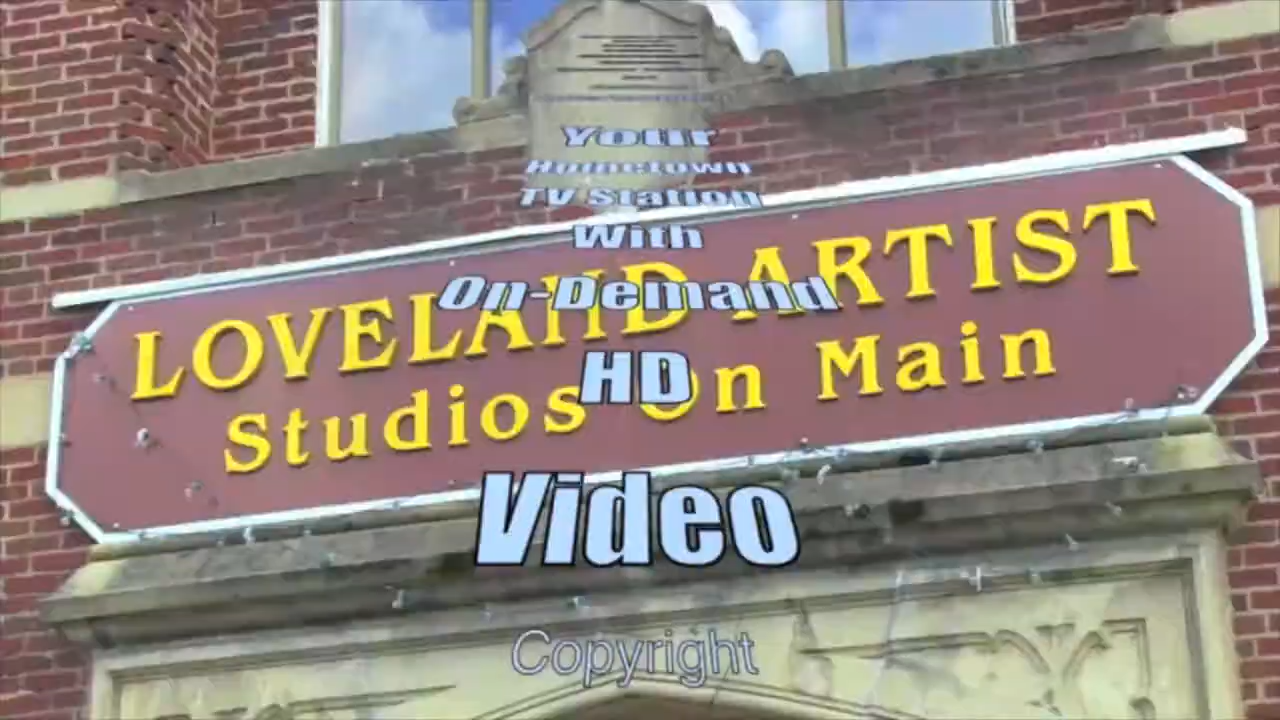 Your
Hometown
TV Station
With
On-Demand
HD
Video
Copyright
LOVELAND ARTIST
Studios On Main